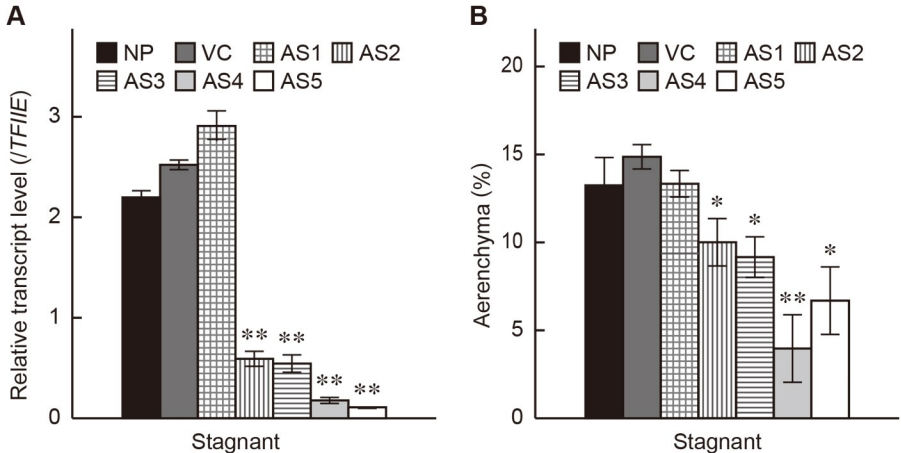 A
NP VC AS1 AS2
AS3 AS4 AS5
Relative transcript level (/TFIIE)
3
2
1
0
** ** ** **
Stagnant
B
NP VC AS1 AS2
AS3 AS4 AS5
Aerenchyma (%)
20
15
10
5
0
* * ** *
Stagnant